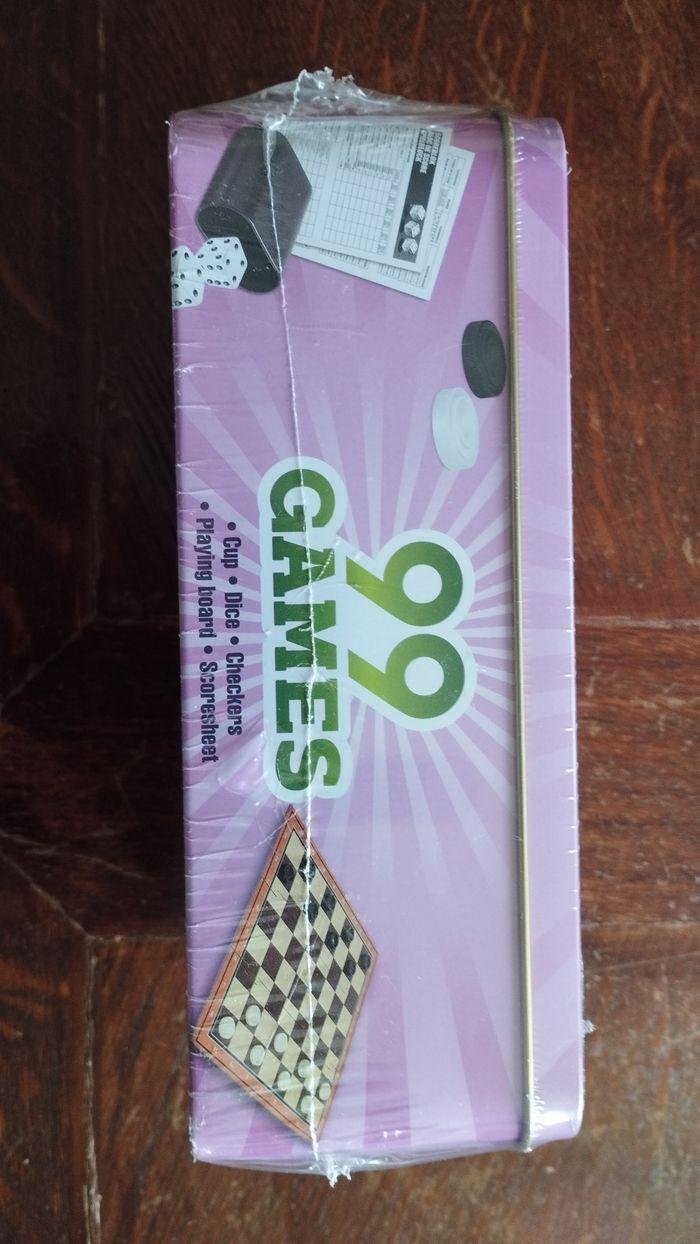 99
GAMES
• Cup • Dice • Checkers
• Playing board • Scoresheet